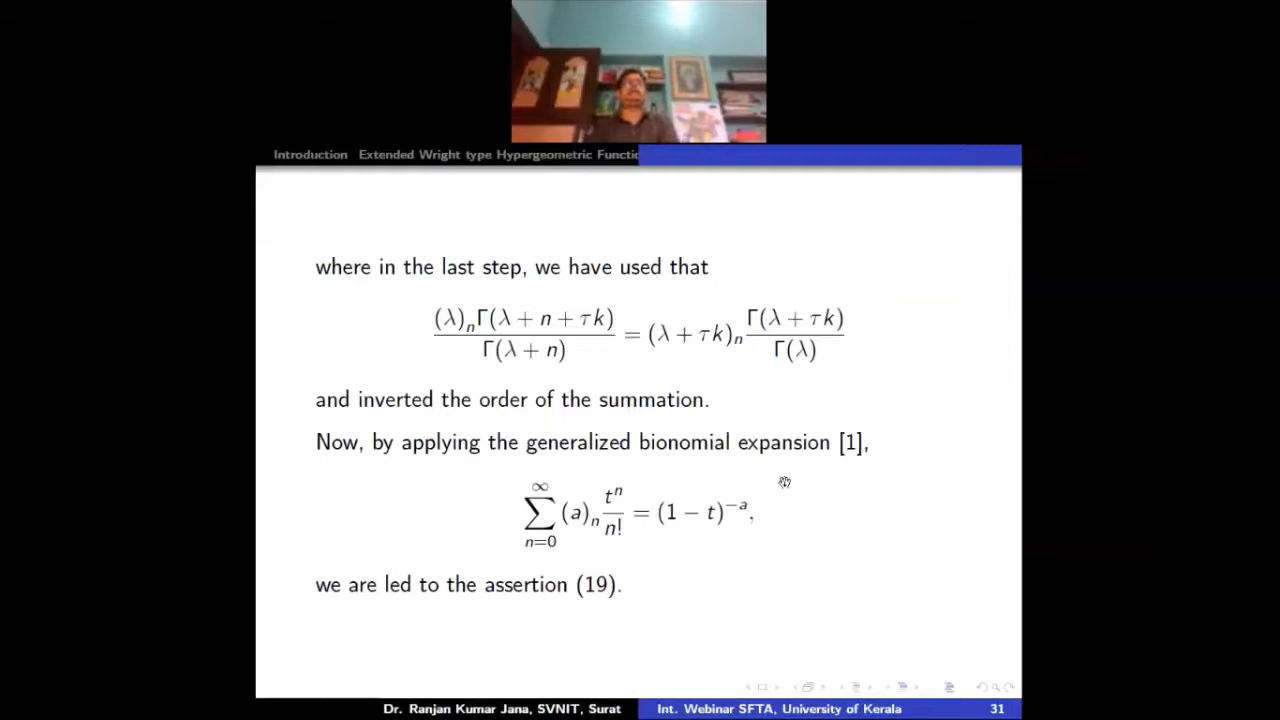 Introduction Extended Wright type Hypergeometric Functi
where in the last step, we have used that
(λ)ₙΓ(λ + n + τk) / Γ(λ + n) = (λ + τk)ₙ Γ(λ + τk) / Γ(λ)
and inverted the order of the summation.
Now, by applying the generalized bionomial expansion [1],
∑_{n=0}^{∞} (a)ₙ tⁿ / n! = (1 − t)⁻ᵃ,
we are led to the assertion (19).
Dr. Ranjan Kumar Jana, SVNIT, Surat Int. Webinar SFTA, University of Kerala 31